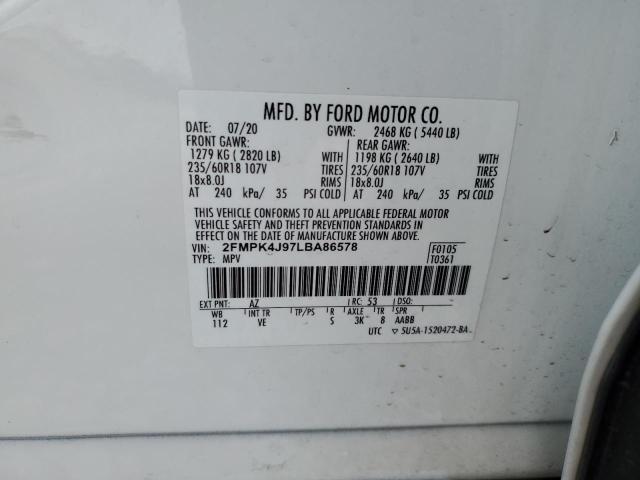 MFD. BY FORD MOTOR CO.
DATE: 07/20 GVWR: 2468 KG ( 5440 LB)
FRONT GAWR: REAR GAWR:
1279 KG ( 2820 LB) WITH 1198 KG ( 2640 LB) WITH
235/60R18 107V TIRES 235/60R18 107V TIRES
18x8.0J RIMS 18x8.0J RIMS
AT 240 kPa/ 35 PSI COLD AT 240 kPa/ 35 PSI COLD
THIS VEHICLE CONFORMS TO ALL APPLICABLE FEDERAL MOTOR
VEHICLE SAFETY AND THEFT PREVENTION STANDARDS IN
EFFECT ON THE DATE OF MANUFACTURE SHOWN ABOVE.
VIN: 2FMPK4J97LBA86578 F0105
TYPE: MPV T0361
EXT PNT: AZ RC: 53 DSO:
WB INT TR TP/PS R AXLE TR SPR
112 VE S 3K 8 AABB
UTC ▽ 5U5A-1520472-BA